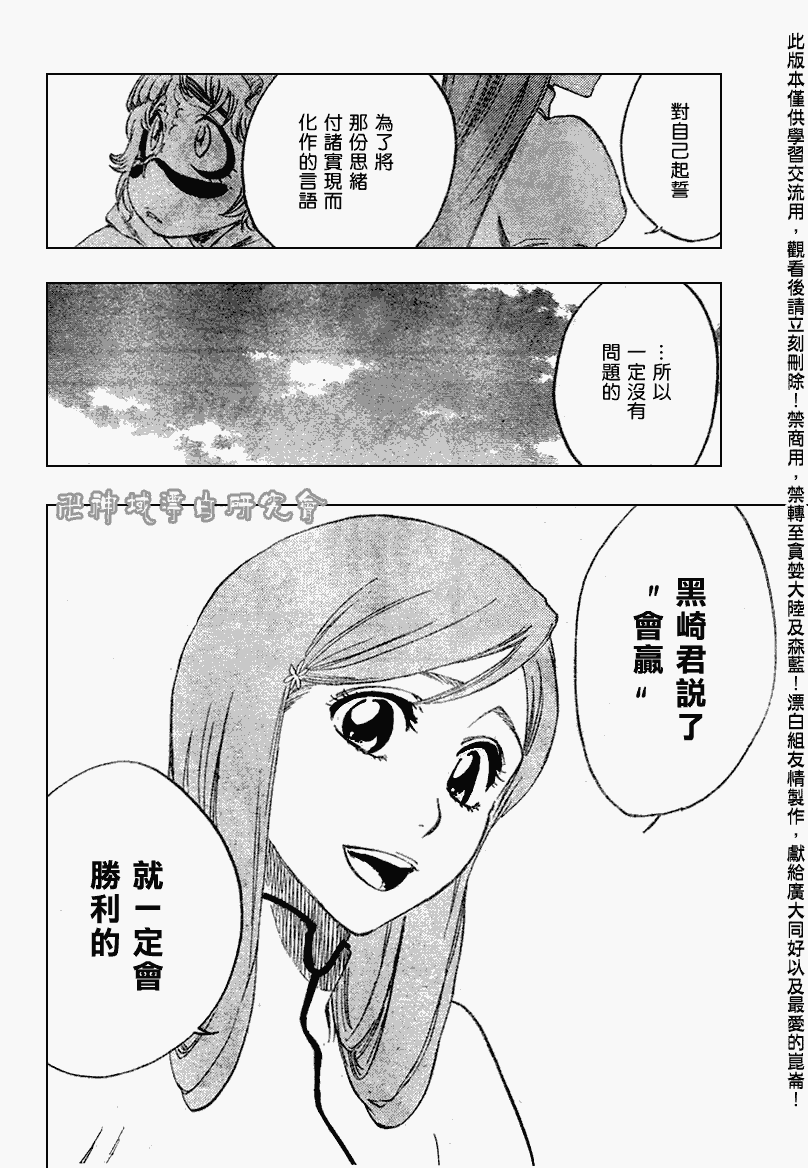 對自己起誓
為了將
那份思緒
付諸實現而
化作的言語
…所以
一定沒有
問題的
卍神域漂白研究會
黑崎君説了
〃會贏〃
就一定會
勝利的
此版本僅供學習交流用，觀看後請立刻刪除！禁商用，禁轉至貪婪大陸及森藍！漂白組友情製作，獻給廣大同好以及最愛的崑崙！